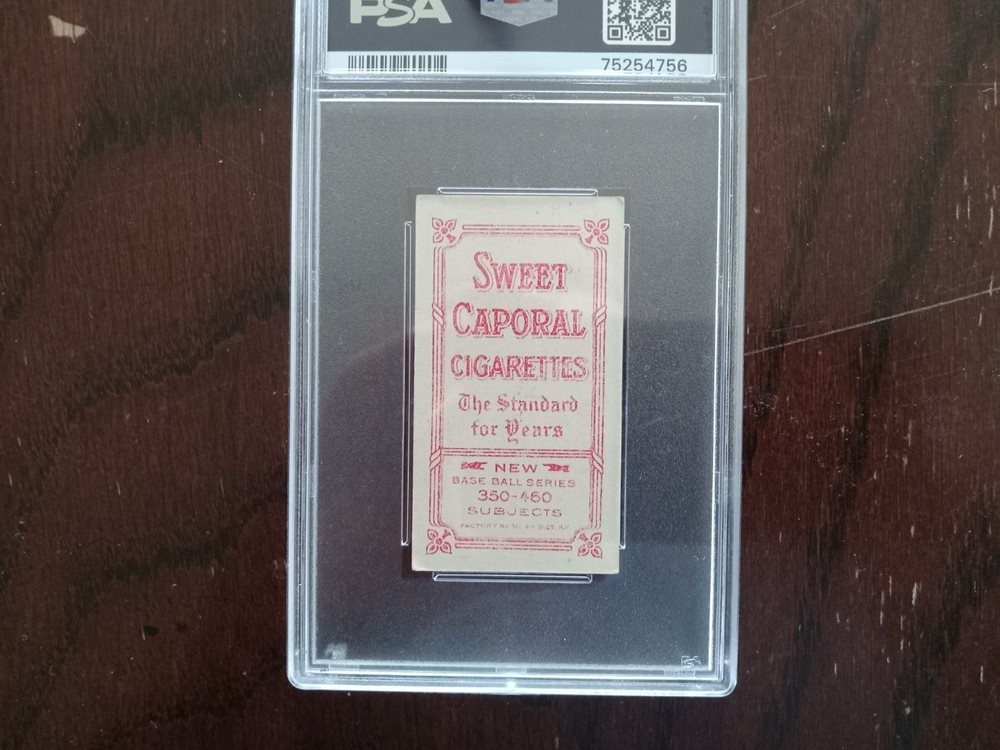 PSA
75254756
SWEET
CAPORAL
CIGARETTES
The Standard
for Years
NEW
BASE BALL SERIES
350-460
SUBJECTS